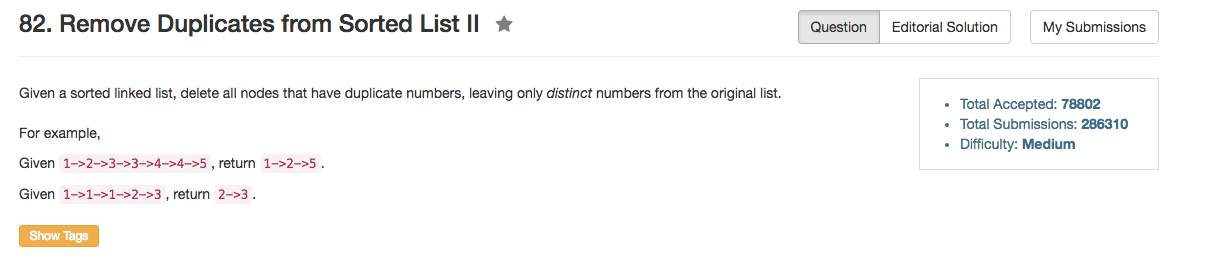 82. Remove Duplicates from Sorted List II
Question
Editorial Solution
My Submissions
Given a sorted linked list, delete all nodes that have duplicate numbers, leaving only distinct numbers from the original list.
For example,
Given 1->2->3->3->4->4->5, return 1->2->5.
Given 1->1->1->2->3, return 2->3.
Show Tags
• Total Accepted: 78802
• Total Submissions: 286310
• Difficulty: Medium